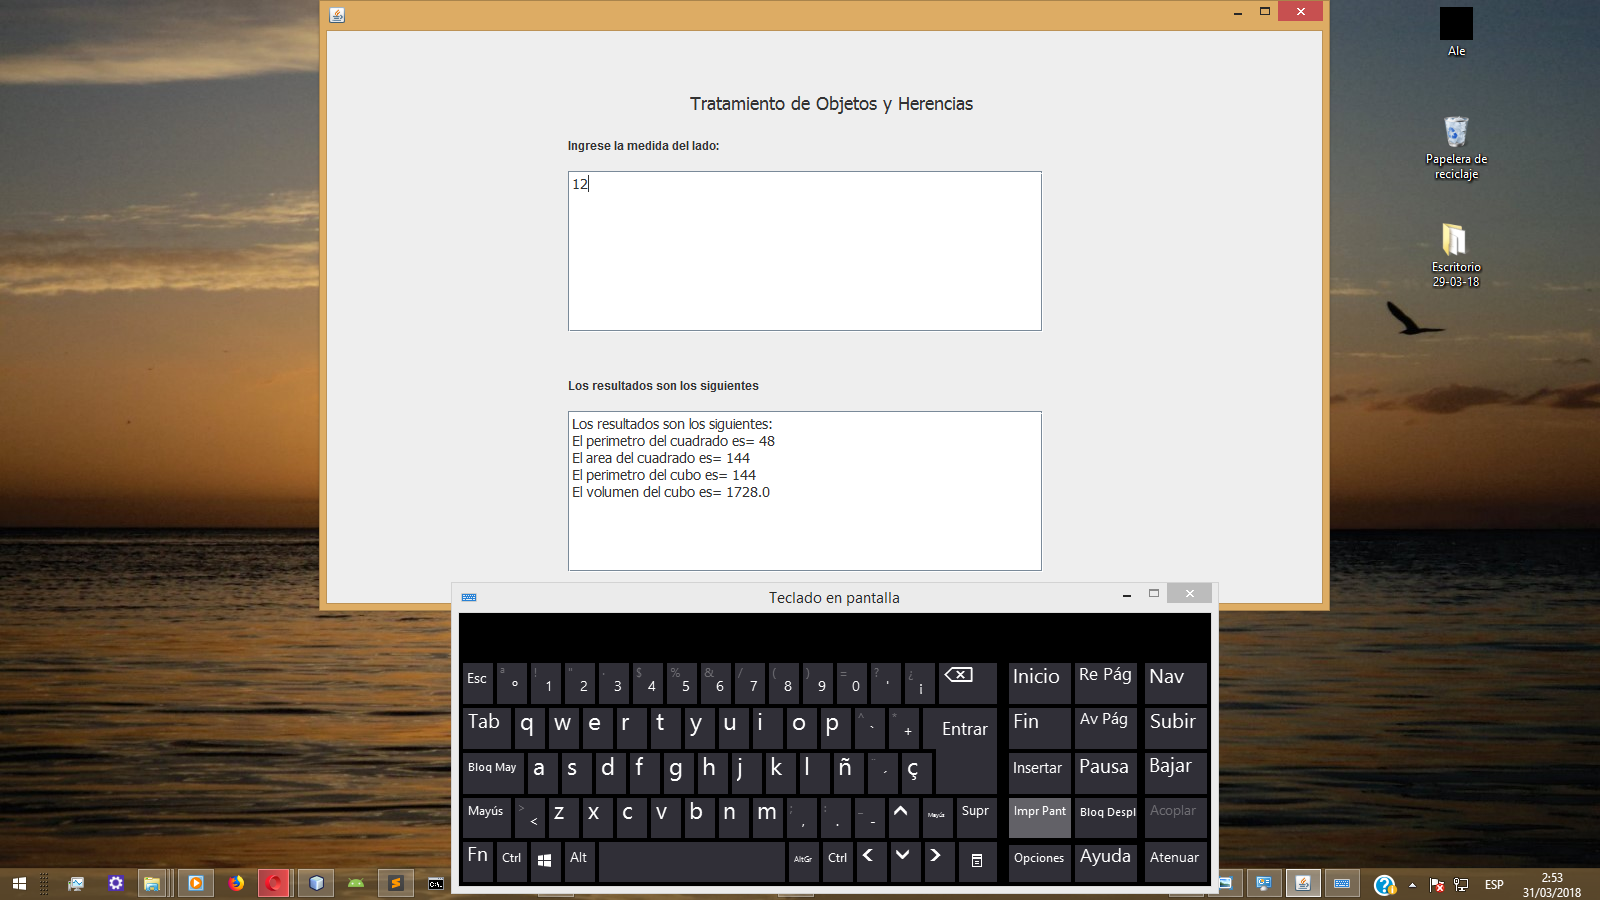 Ale
Papelera de
reciclaje
Escritorio
29-03-18
Tratamiento de Objetos y Herencias
Ingrese la medida del lado:
12
Los resultados son los siguientes
Los resultados son los siguientes:
El perimetro del cuadrado es= 48
El area del cuadrado es= 144
El perimetro del cubo es= 144
El volumen del cubo es= 1728.0
Teclado en pantalla
Esc ª º ! 1 " 2 · 3 $ 4 % 5 & 6 / 7 ( 8 ) 9 = 0 ? ' ¿ ¡ Inicio Re Pág Nav
Tab q w e r t y u i o p ^ ` * + Entrar Fin Av Pág Subir
Bloq May a s d f g h j k l ñ ¨ ´ ç Insertar Pausa Bajar
Mayús > < z x c v b n m ; , : . _ - Mayús Supr Impr Pant Bloq Despl Acoplar
Fn Ctrl Alt AltGr Ctrl Opciones Ayuda Atenuar
C:\
ESP
2:53
31/03/2018